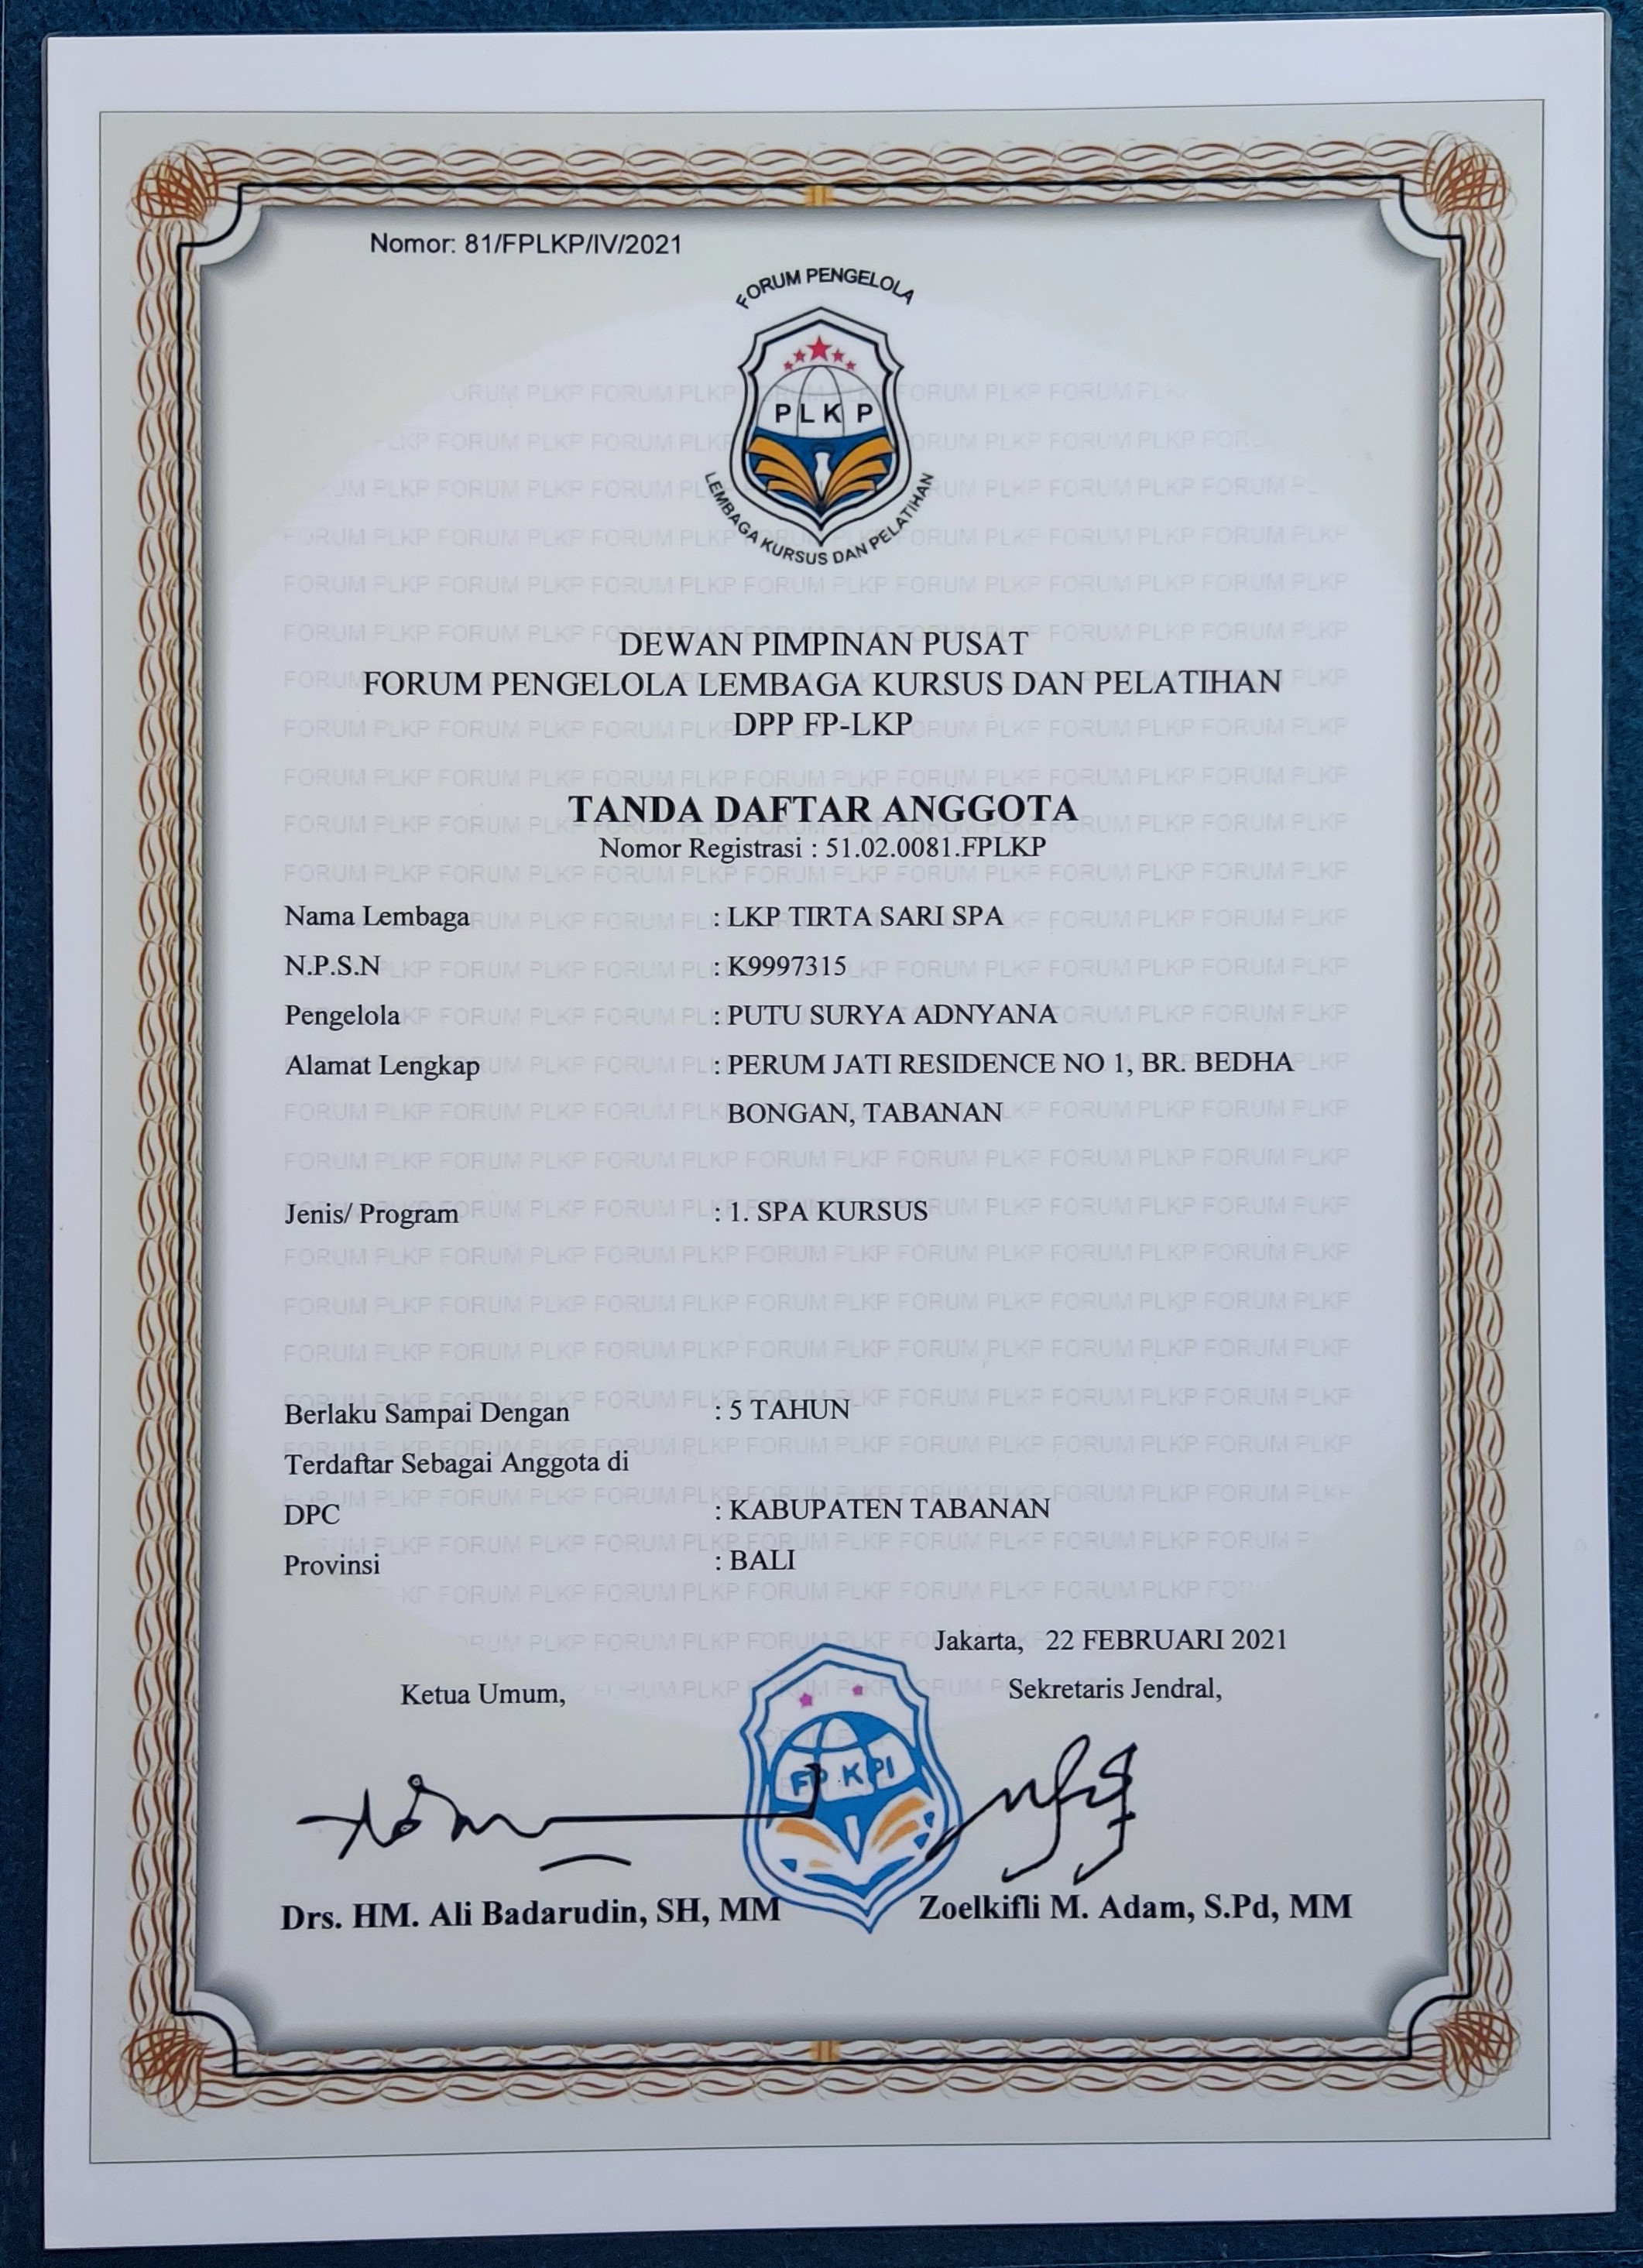 Nomor: 81/FPLKP/IV/2021
FORUM PENGELOLA
PLKP
LEMBAGA KURSUS DAN PELATIHAN
DEWAN PIMPINAN PUSAT
FORUM PENGELOLA LEMBAGA KURSUS DAN PELATIHAN
DPP FP-LKP
TANDA DAFTAR ANGGOTA
Nomor Registrasi : 51.02.0081.FPLKP
Nama Lembaga : LKP TIRTA SARI SPA
N.P.S.N : K9997315
Pengelola : PUTU SURYA ADNYANA
Alamat Lengkap : PERUM JATI RESIDENCE NO 1, BR. BEDHA
BONGAN, TABANAN
Jenis/ Program : 1. SPA KURSUS
Berlaku Sampai Dengan : 5 TAHUN
Terdaftar Sebagai Anggota di
DPC : KABUPATEN TABANAN
Provinsi : BALI
Jakarta, 22 FEBRUARI 2021
Ketua Umum, Sekretaris Jendral,
FP KPI
Drs. HM. Ali Badarudin, SH, MM Zoelkifli M. Adam, S.Pd, MM